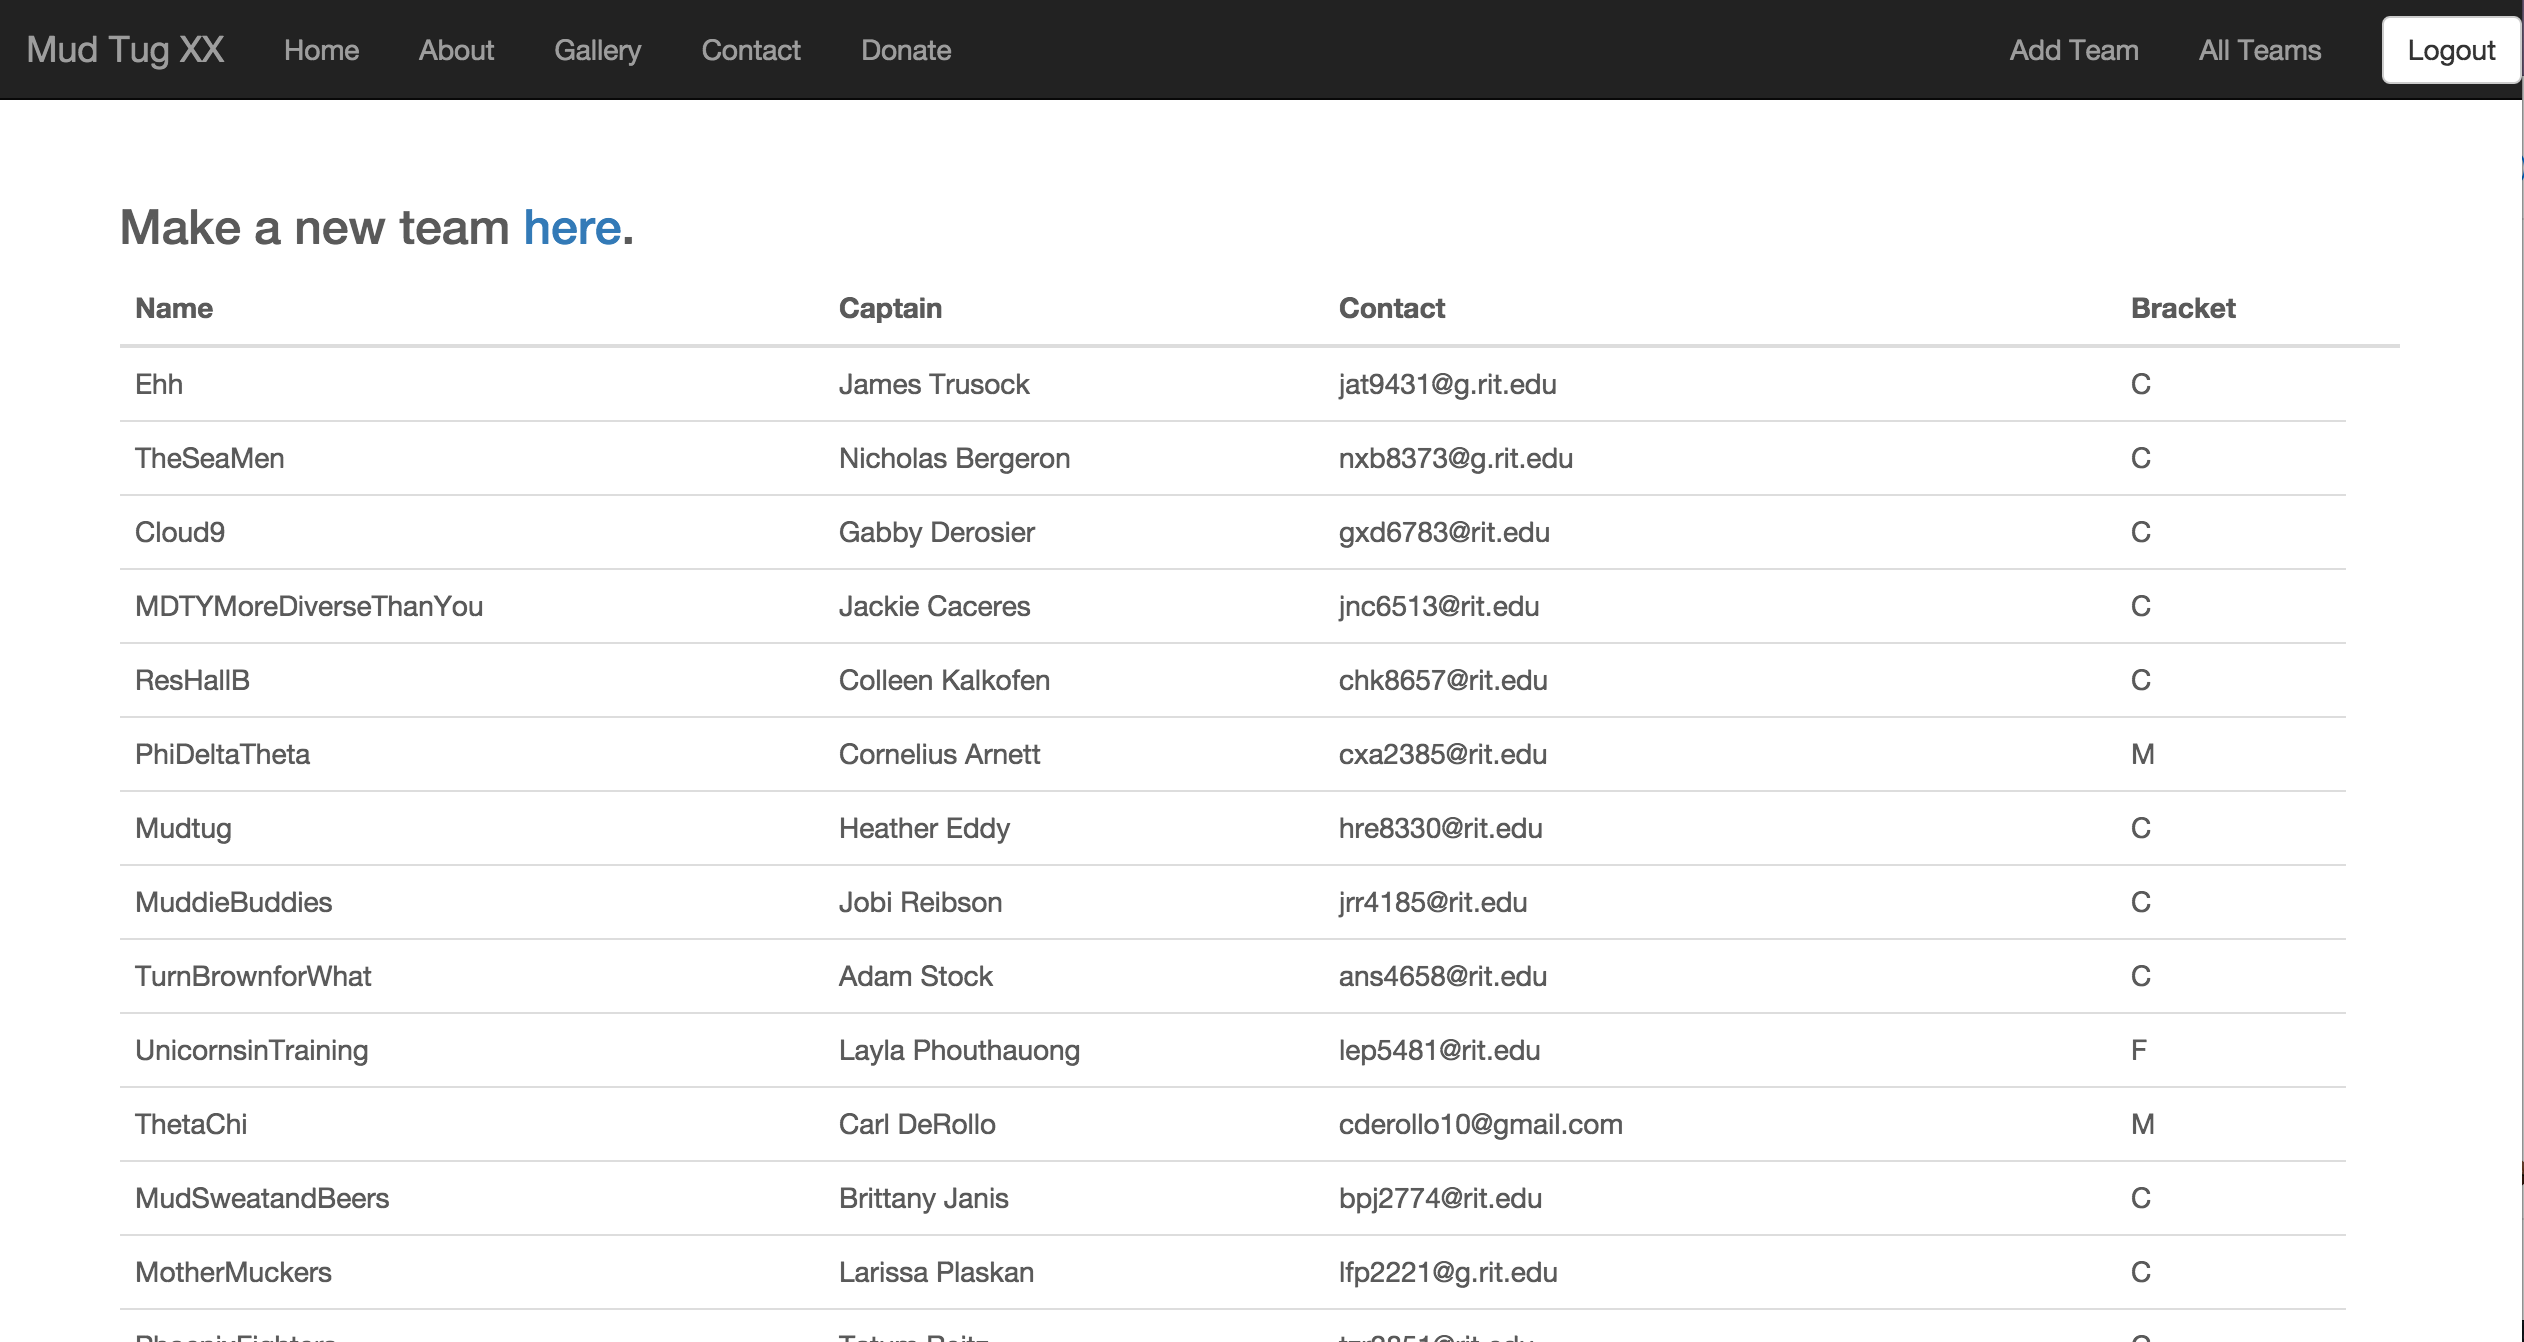 Mud Tug XX Home About Gallery Contact Donate Add Team All Teams Logout
Make a new team here.
Name Captain Contact Bracket
Ehh James Trusock jat9431@g.rit.edu C
TheSeaMen Nicholas Bergeron nxb8373@g.rit.edu C
Cloud9 Gabby Derosier gxd6783@rit.edu C
MDTYMoreDiverseThanYou Jackie Caceres jnc6513@rit.edu C
ResHallB Colleen Kalkofen chk8657@rit.edu C
PhiDeltaTheta Cornelius Arnett cxa2385@rit.edu M
Mudtug Heather Eddy hre8330@rit.edu C
MuddieBuddies Jobi Reibson jrr4185@rit.edu C
TurnBrownforWhat Adam Stock ans4658@rit.edu C
UnicornsinTraining Layla Phouthauong lep5481@rit.edu F
ThetaChi Carl DeRollo cderollo10@gmail.com M
MudSweatandBeers Brittany Janis bpj2774@rit.edu C
MotherMuckers Larissa Plaskan lfp2221@g.rit.edu C